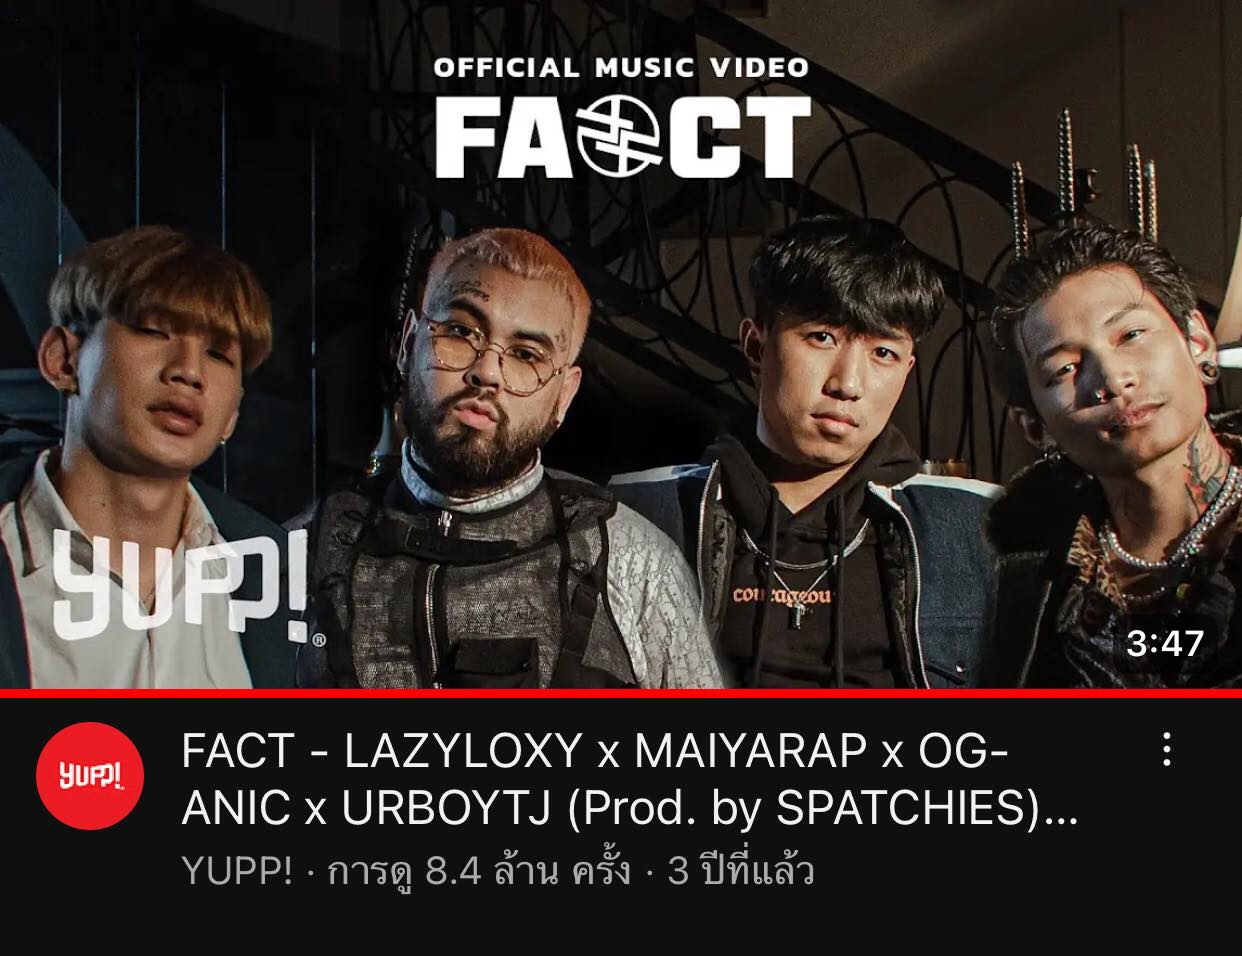 OFFICIAL MUSIC VIDEO
FACT
YUPP!®
3:47
YUPP!
FACT - LAZYLOXY x MAIYARAP x OG-
ANIC x URBOYTJ (Prod. by SPATCHIES)...
YUPP! · การดู 8.4 ล้าน ครั้ง · 3 ปีที่แล้ว